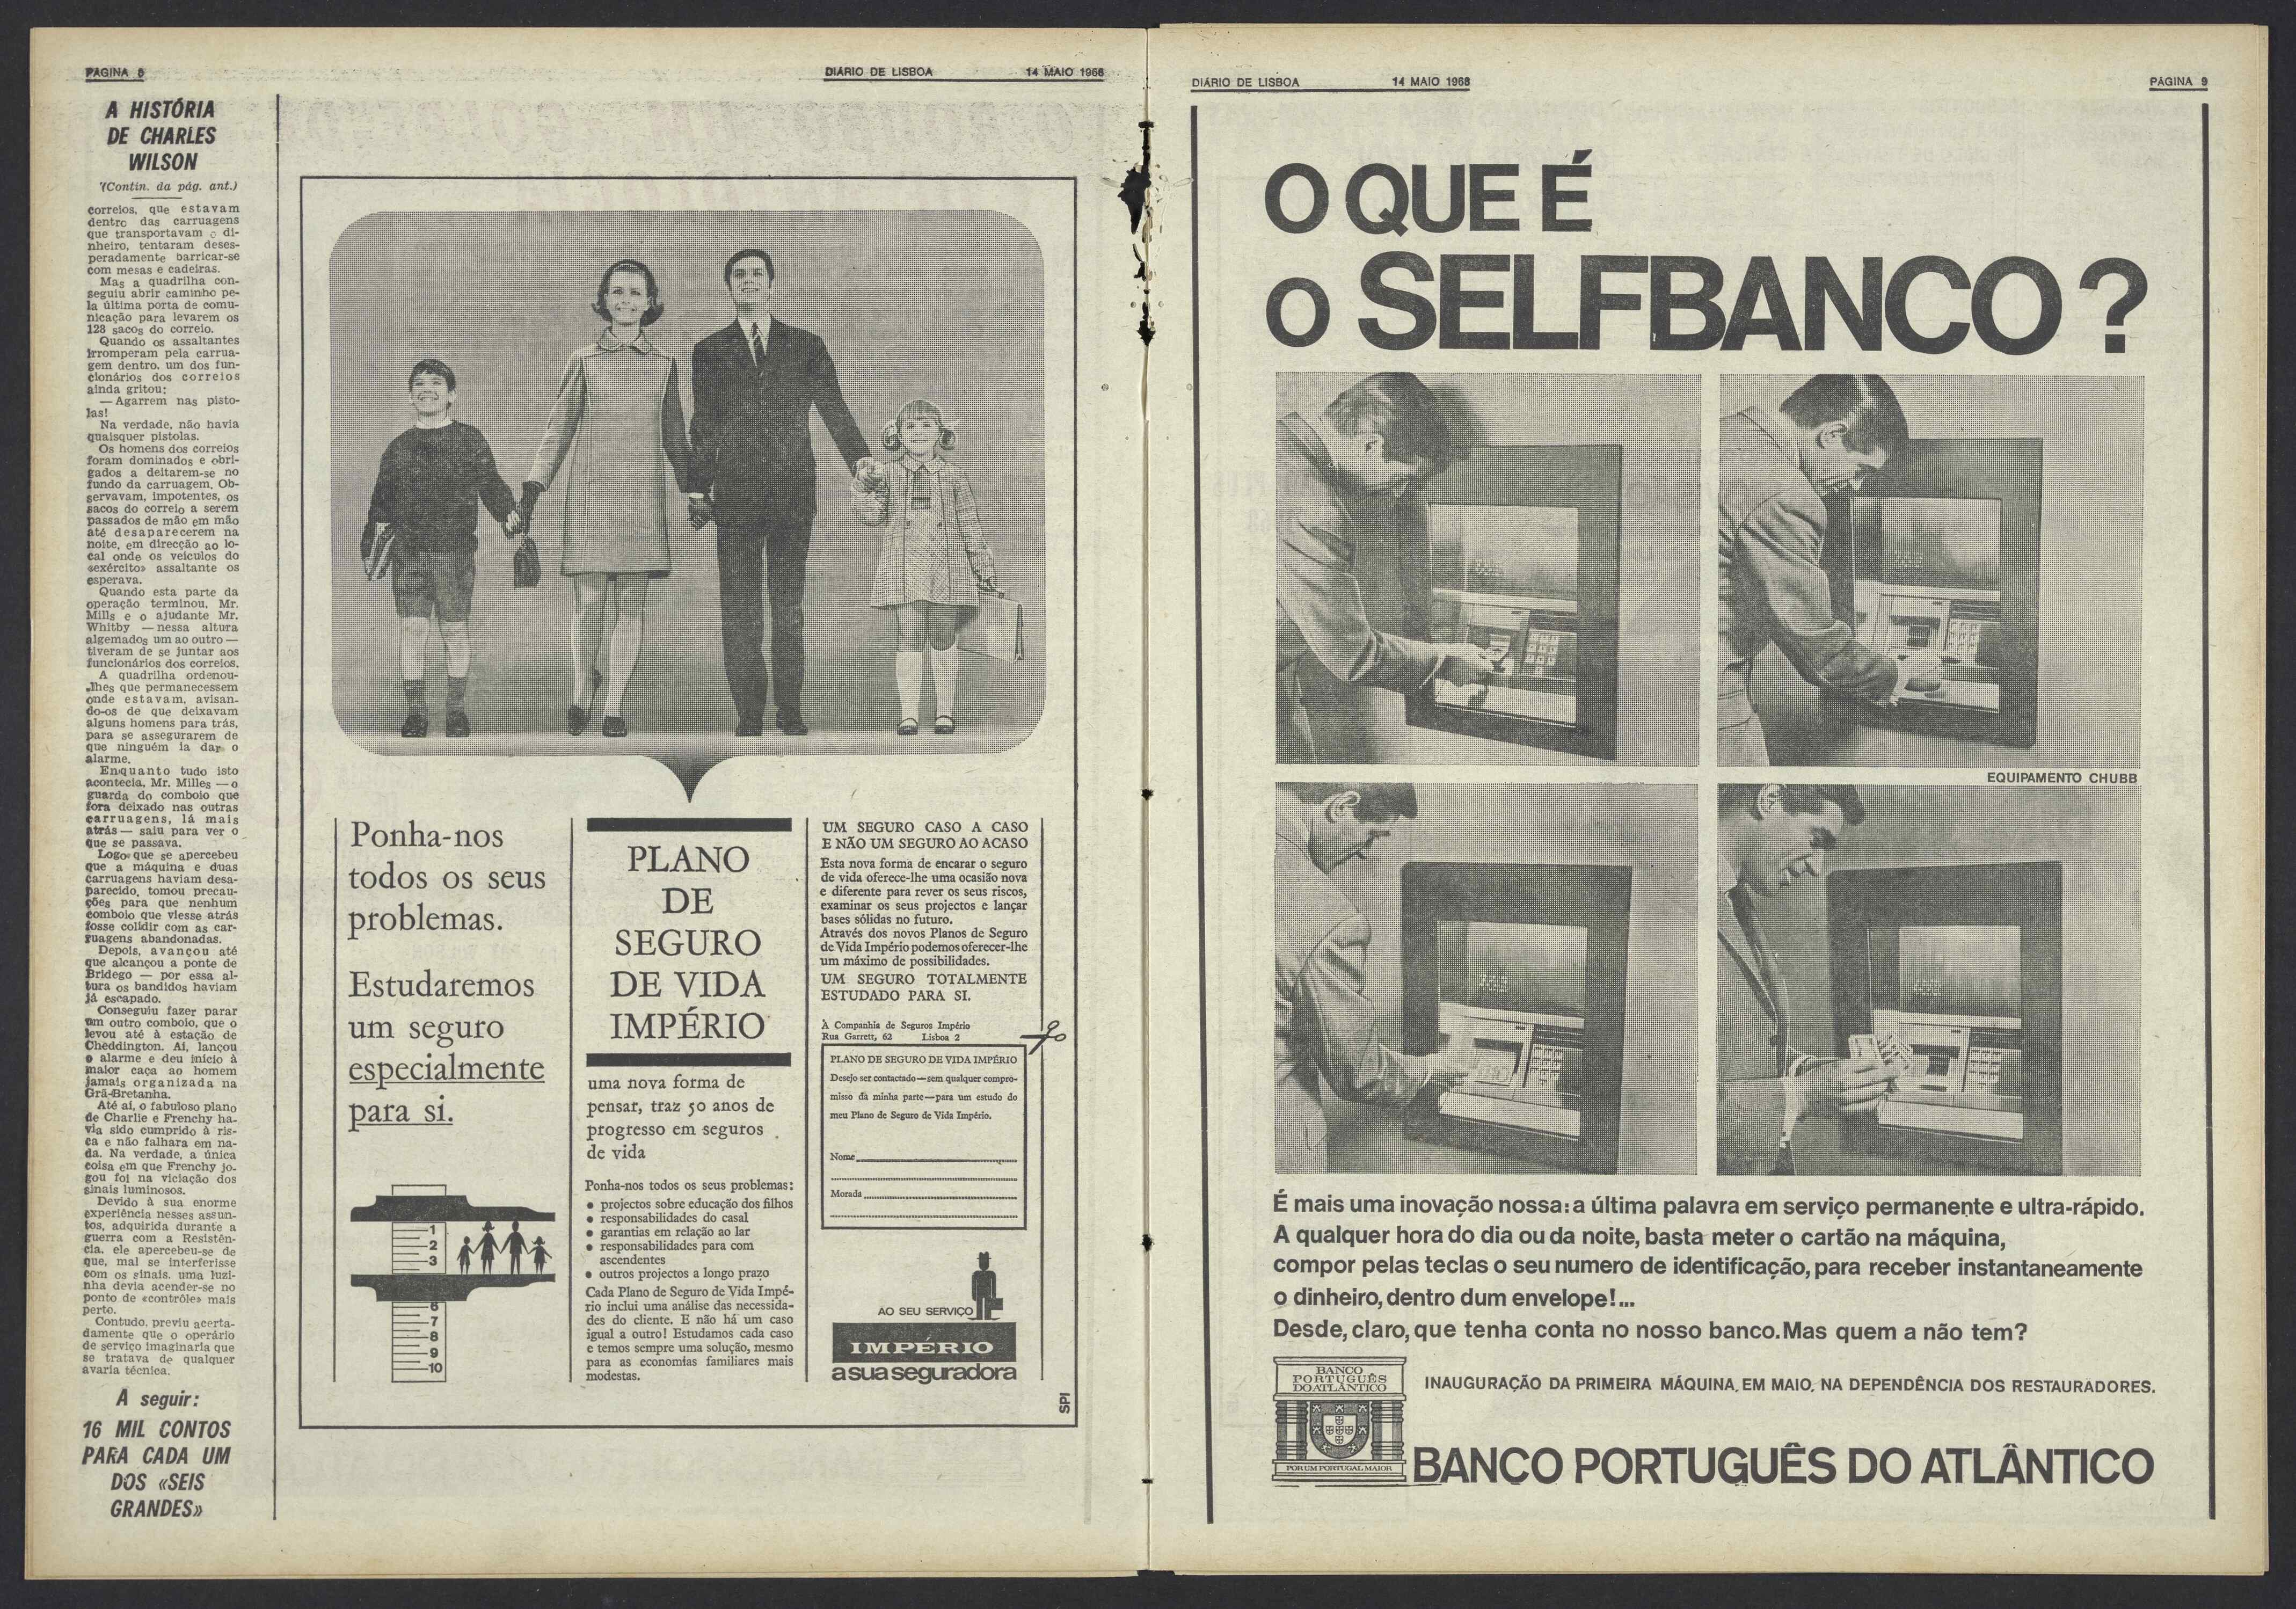 PÁGINA 8
DIÁRIO DE LISBOA
14 MAIO 1968
A HISTÓRIA
DE CHARLES
WILSON
(Contin. da pág. ant.)
correios, que estavam
dentro das carruagens
que transportavam o di-
nheiro, tentaram deses-
peradamente barricar-se
com mesas e cadeiras.
Mas a quadrilha con-
seguiu abrir caminho pe-
la última porta de comu-
nicação para levarem os
128 sacos do correio.
Quando os assaltantes
irromperam pela carrua-
gem dentro, um dos fun-
cionários dos correios
ainda gritou:
— Agarrem nas pisto-
las!
Na verdade, não havia
quaisquer pistolas.
Os homens dos correios
foram dominados e obri-
gados a deitarem-se no
fundo da carruagem. Ob-
servavam, impotentes, os
sacos do correio a serem
passados de mão em mão
até desaparecerem na
noite, em direcção ao lo-
cal onde os veículos do
«exército» assaltante os
esperava.
Quando esta parte da
operação terminou, Mr.
Mills e o ajudante Mr.
Whitby — nessa altura
algemados um ao outro —
tiveram de se juntar aos
funcionários dos correios.
A quadrilha ordenou-
-lhes que permanecessem
onde estavam, avisan-
do-os de que deixavam
alguns homens para trás,
para se assegurarem de
que ninguém ia dar o
alarme.
Enquanto tudo isto
acontecia, Mr. Milles — o
guarda do comboio que
fora deixado nas outras
carruagens, lá mais
atrás — saiu para ver o
que se passava.
Logo que se apercebeu
que a máquina e duas
carruagens haviam desa-
parecido, tomou precau-
ções para que nenhum
comboio que viesse atrás
fosse colidir com as car-
ruagens abandonadas.
Depois, avançou até
que alcançou a ponte de
Bridego — por essa al-
tura os bandidos haviam
já escapado.
Conseguiu fazer parar
um outro comboio, que o
levou até à estação de
Cheddington. Aí, lançou
o alarme e deu início à
maior caça ao homem
jamais organizada na
Grã-Bretanha.
Até aí, o fabuloso plano
de Charlie e Frenchy ha-
via sido cumprido à ris-
ca e não falhara em na-
da. Na verdade, a única
coisa em que Frenchy jo-
gou foi na viciação dos
sinais luminosos.
Devido à sua enorme
experiência nesses assun-
tos, adquirida durante a
guerra com a Resistên-
cia, ele apercebeu-se de
que, mal se interferisse
com os sinais, uma luzi-
nha devia acender-se no
ponto de «contrôle» mais
perto.
Contudo, previu acerta-
damente que o operário
de serviço imaginaria que
se tratava de qualquer
avaria técnica.
A seguir:
16 MIL CONTOS
PARA CADA UM
DOS «SEIS
GRANDES»
Ponha-nos
todos os seus
problemas.
Estudaremos
um seguro
especialmente
para si.
1
2
3
6
7
8
9
10
PLANO
DE
SEGURO
DE VIDA
IMPÉRIO
uma nova forma de
pensar, traz 50 anos de
progresso em seguros
de vida
Ponha-nos todos os seus problemas:
• projectos sobre educação dos filhos
• responsabilidades do casal
• garantias em relação ao lar
• responsabilidades para com
ascendentes
• outros projectos a longo prazo
Cada Plano de Seguro de Vida Impé-
rio inclui uma análise das necessida-
des do cliente. E não há um caso
igual a outro! Estudamos cada caso
e temos sempre uma solução, mesmo
para as economias familiares mais
modestas.
UM SEGURO CASO A CASO
E NÃO UM SEGURO AO ACASO
Esta nova forma de encarar o seguro
de vida oferece-lhe uma ocasião nova
e diferente para rever os seus riscos,
examinar os seus projectos e lançar
bases sólidas no futuro.
Através dos novos Planos de Seguro
de Vida Império podemos oferecer-lhe
um máximo de possibilidades.
UM SEGURO TOTALMENTE
ESTUDADO PARA SI.
À Companhia de Seguros Império
Rua Garrett, 62 Lisboa 2
PLANO DE SEGURO DE VIDA IMPÉRIO
Desejo ser contactado—sem qualquer compro-
misso da minha parte—para um estudo do
meu Plano de Seguro de Vida Império.
Nome
Morada
AO SEU SERVIÇO
IMPÉRIO
a sua seguradora
SPI
DIÁRIO DE LISBOA
14 MAIO 1968
PÁGINA 9
O QUE É
O SELFBANCO?
EQUIPAMENTO CHUBB
É mais uma inovação nossa: a última palavra em serviço permanente e ultra-rápido.
A qualquer hora do dia ou da noite, basta meter o cartão na máquina,
compor pelas teclas o seu numero de identificação, para receber instantaneamente
o dinheiro, dentro dum envelope!...
Desde, claro, que tenha conta no nosso banco. Mas quem a não tem?
BANCO
PORTUGUÊS
DO ATLÂNTICO
POR UM PORTUGAL MAIOR
INAUGURAÇÃO DA PRIMEIRA MÁQUINA, EM MAIO, NA DEPENDÊNCIA DOS RESTAURADORES.
BANCO PORTUGUÊS DO ATLÂNTICO